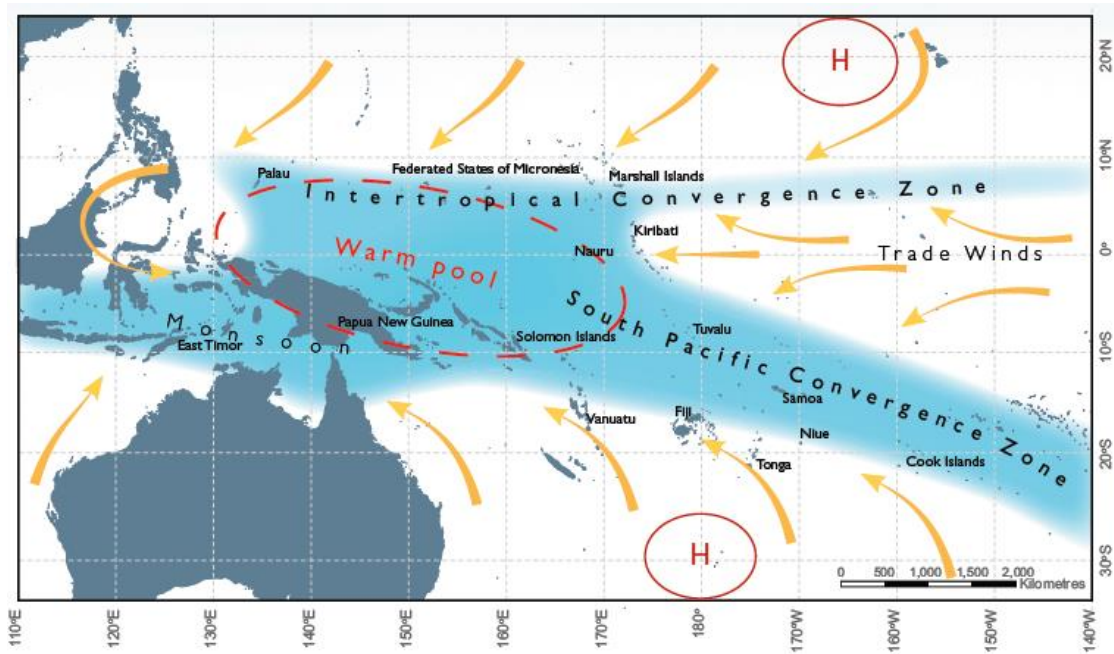 H
20°N
10°N
Federated States of Micronesia
Marshall Islands
Palau
Intertropical Convergence Zone
Kiribati
Warm pool
Nauru
Trade Winds
0°
South Pacific Convergence Zone
Monsoon
Papua New Guinea
Solomon Islands
Tuvalu
East Timor
10°S
Samoa
Vanuatu
Fiji
Niue
Tonga
Cook Islands
20°S
H
30°S
0 500 1,000 1,500 2,000
Kilometres
110°E 120°E 130°E 140°E 150°E 160°E 170°E 180° 170°W 160°W 150°W 140°W